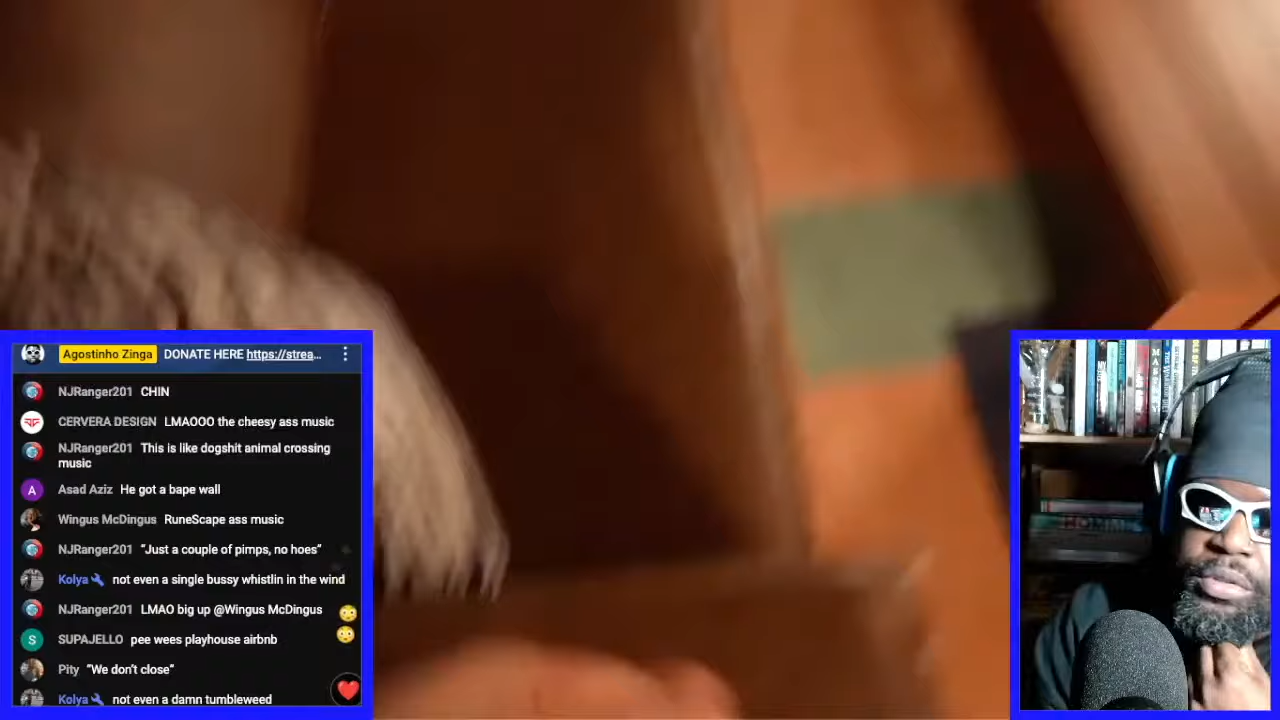 Agostinho Zinga DONATE HERE https://strea...
NJRanger201 CHIN
CERVERA DESIGN LMAOOO the cheesy ass music
NJRanger201 This is like dogshit animal crossing
music
A Asad Aziz He got a bape wall
Wingus McDingus RuneScape ass music
NJRanger201 “Just a couple of pimps, no hoes”
Kolya not even a single bussy whistlin in the wind
NJRanger201 LMAO big up @Wingus McDingus
S SUPAJELLO pee wees playhouse airbnb
Pity “We don’t close”
Kolya not even a damn tumbleweed